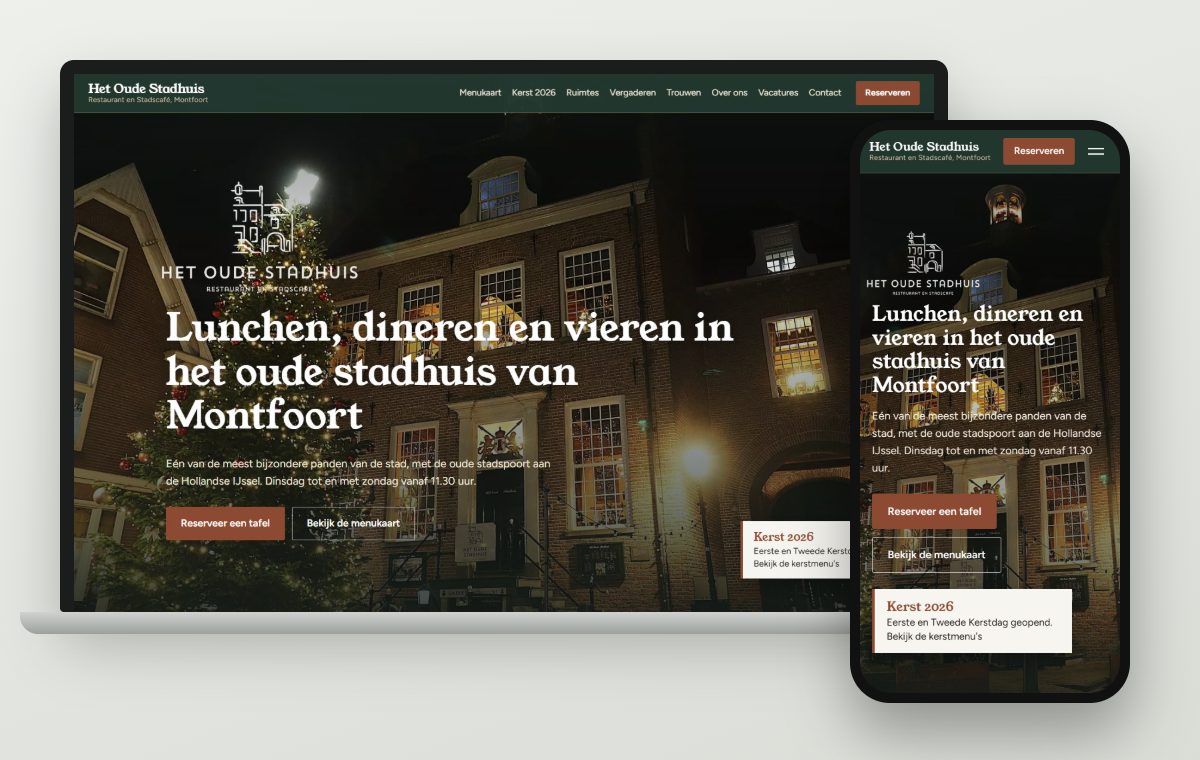 Het Oude Stadhuis
Restaurant en Stadscafé, Montfoort
Menukaart Kerst 2026 Ruimtes Vergaderen Trouwen Over ons Vacatures Contact Reserveren
HET OUDE STADHUIS
RESTAURANT EN STADSCAFÉ
Lunchen, dineren en vieren in
het oude stadhuis van
Montfoort
Eén van de meest bijzondere panden van de stad, met de oude stadspoort aan
de Hollandse IJssel. Dinsdag tot en met zondag vanaf 11.30 uur.
Reserveer een tafel Bekijk de menukaart
Kerst 2026
Eerste en Tweede Kerstd
Bekijk de kerstmenu's
Het Oude Stadhuis
Restaurant en Stadscafé, Montfoort
Reserveren
HET OUDE STADHUIS
RESTAURANT EN STADSCAFÉ
Lunchen, dineren en
vieren in het oude
stadhuis van
Montfoort
Eén van de meest bijzondere panden van de
stad, met de oude stadspoort aan de Hollandse
IJssel. Dinsdag tot en met zondag vanaf 11.30
uur.
Reserveer een tafel
Bekijk de menukaart
Kerst 2026
Eerste en Tweede Kerstdag geopend.
Bekijk de kerstmenu's